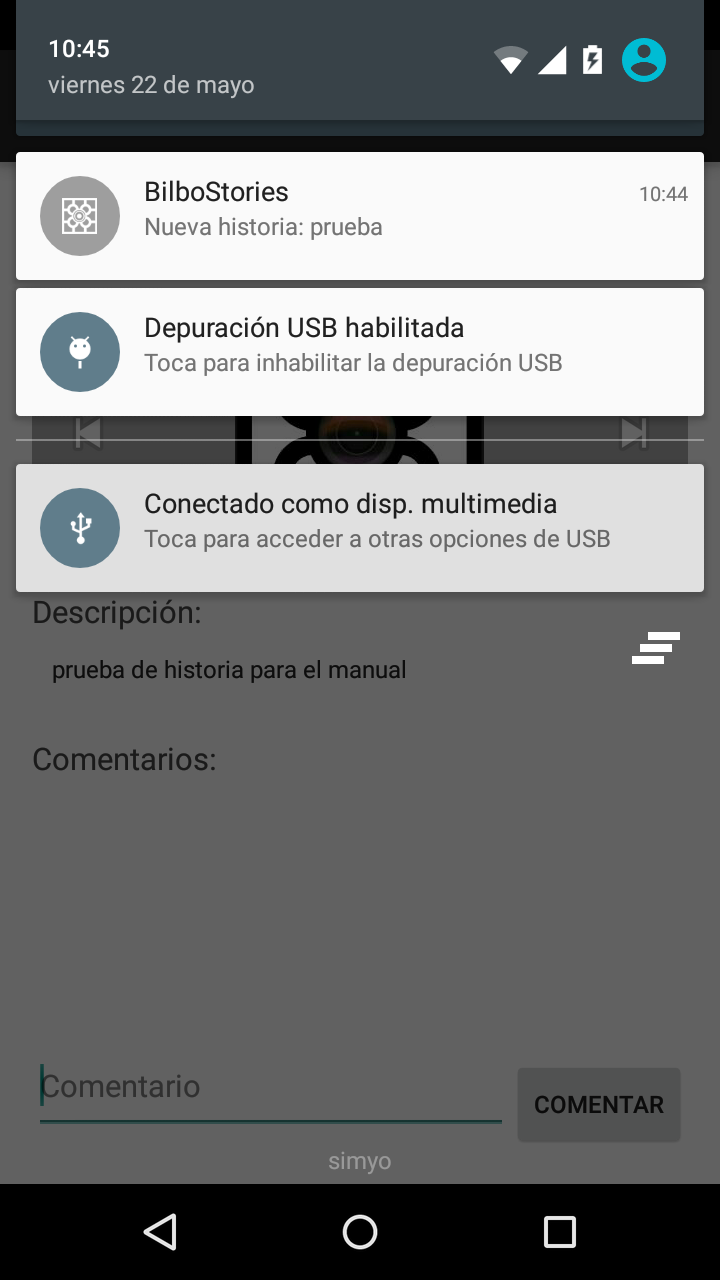 10:45
viernes 22 de mayo
BilboStories 10:44
Nueva historia: prueba
Depuración USB habilitada
Toca para inhabilitar la depuración USB
Conectado como disp. multimedia
Toca para acceder a otras opciones de USB
Descripción:
prueba de historia para el manual
Comentarios:
Comentario
COMENTAR
simyo